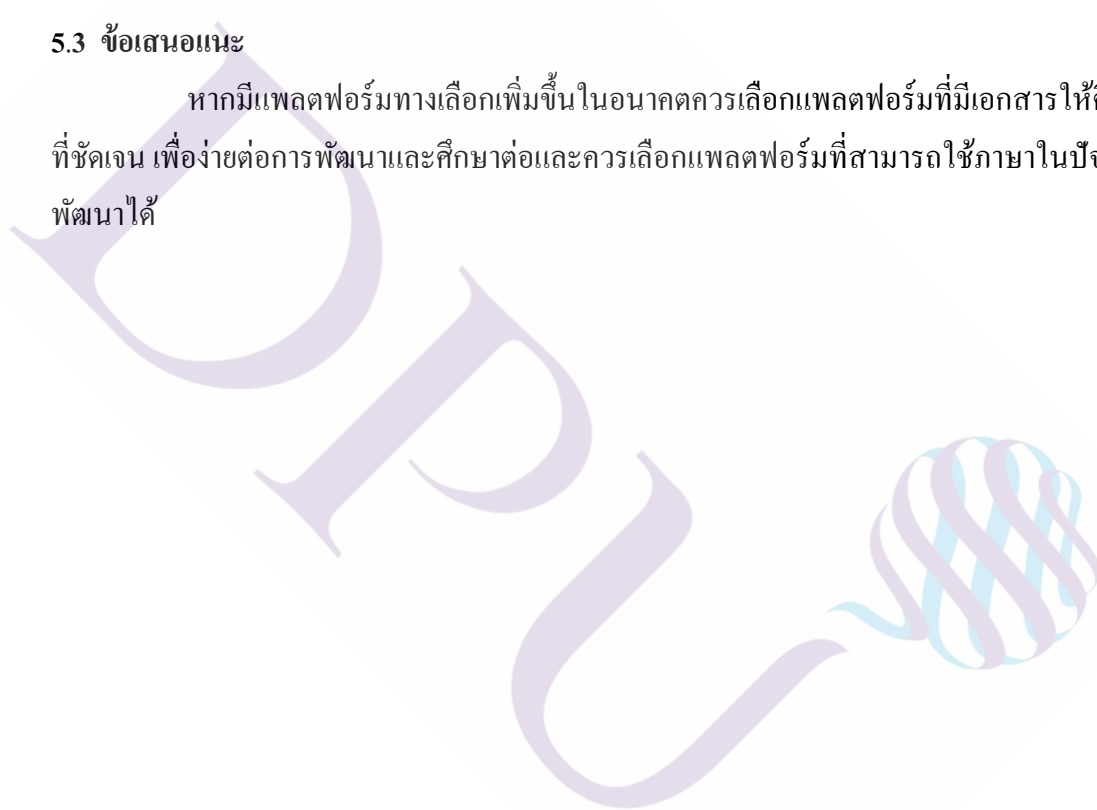 5.3 ข้อเสนอแนะ
หากมีแพลตฟอร์มทางเลือกเพิ่มขึ้นในอนาคตควรเลือกแพลตฟอร์มที่มีเอกสารให้
ที่ชัดเจน เพื่อง่ายต่อการพัฒนาและศึกษาต่อและควรเลือกแพลตฟอร์มที่สามารถใช้ภาษาใน
พัฒนาได้
DPU